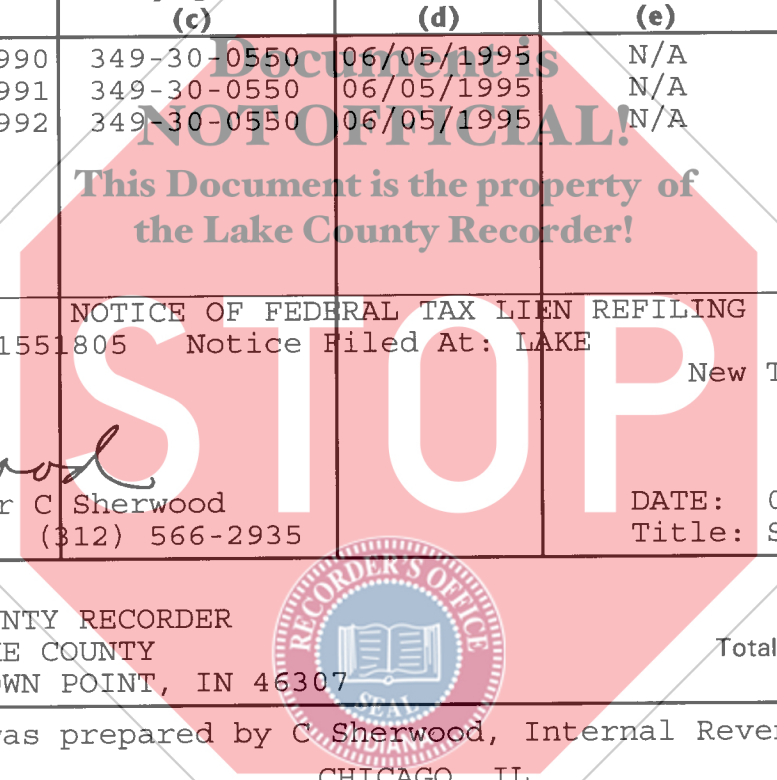 (c) (d) (e)
990 349-30-0550 06/05/1995 N/A
991 349-30-0550 06/05/1995 N/A
992 349-30-0550 06/05/1995 N/A
Document is
NOT OFFICIAL!
This Document is the property of
the Lake County Recorder!
NOTICE OF FEDERAL TAX LIEN REFILING
1551805 Notice Filed At: LAKE
New T
STOP
r C Sherwood DATE: 0
(312) 566-2935 Title: S
RECORDER'S OFFICE
SEAL
INDIANA
NTY RECORDER
E COUNTY Total
OWN POINT, IN 46307
was prepared by C Sherwood, Internal Reven
CHICAGO, IL